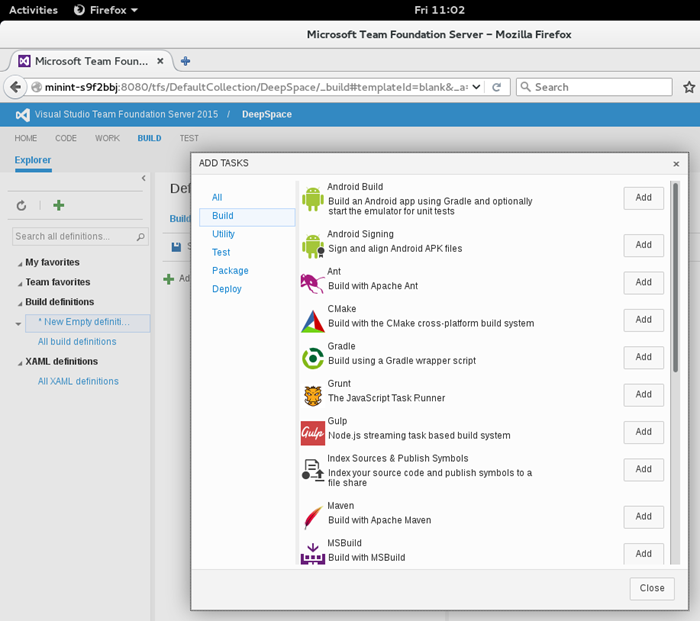 Activities Firefox Fri 11:02
Microsoft Team Foundation Server – Mozilla Firefox
Microsoft Team Foun...
minint-s9f2bbj:8080/tfs/DefaultCollection/DeepSpace/_build#templateId=blank&_a= Search
Visual Studio Team Foundation Server 2015 / DeepSpace
HOME CODE WORK BUILD TEST
Explorer
Search all definitions...
My favorites
Team favorites
Build definitions
* New Empty definiti...
All build definitions
XAML definitions
All XAML definitions
Def
Build
S
Ad
ADD TASKS
All
Build
Utility
Test
Package
Deploy
Android Build
Build an Android app using Gradle and optionally
start the emulator for unit tests
Add
Android Signing
Sign and align Android APK files
Add
Ant
Build with Apache Ant
Add
CMake
Build with the CMake cross-platform build system
Add
Gradle
Build using a Gradle wrapper script
Add
Grunt
The JavaScript Task Runner
Add
Gulp
Gulp
Node.js streaming task based build system
Add
Index Sources & Publish Symbols
Index your source code and publish symbols to a
file share
Add
Maven
Build with Apache Maven
Add
MSBuild
Build with MSBuild
Add
Close